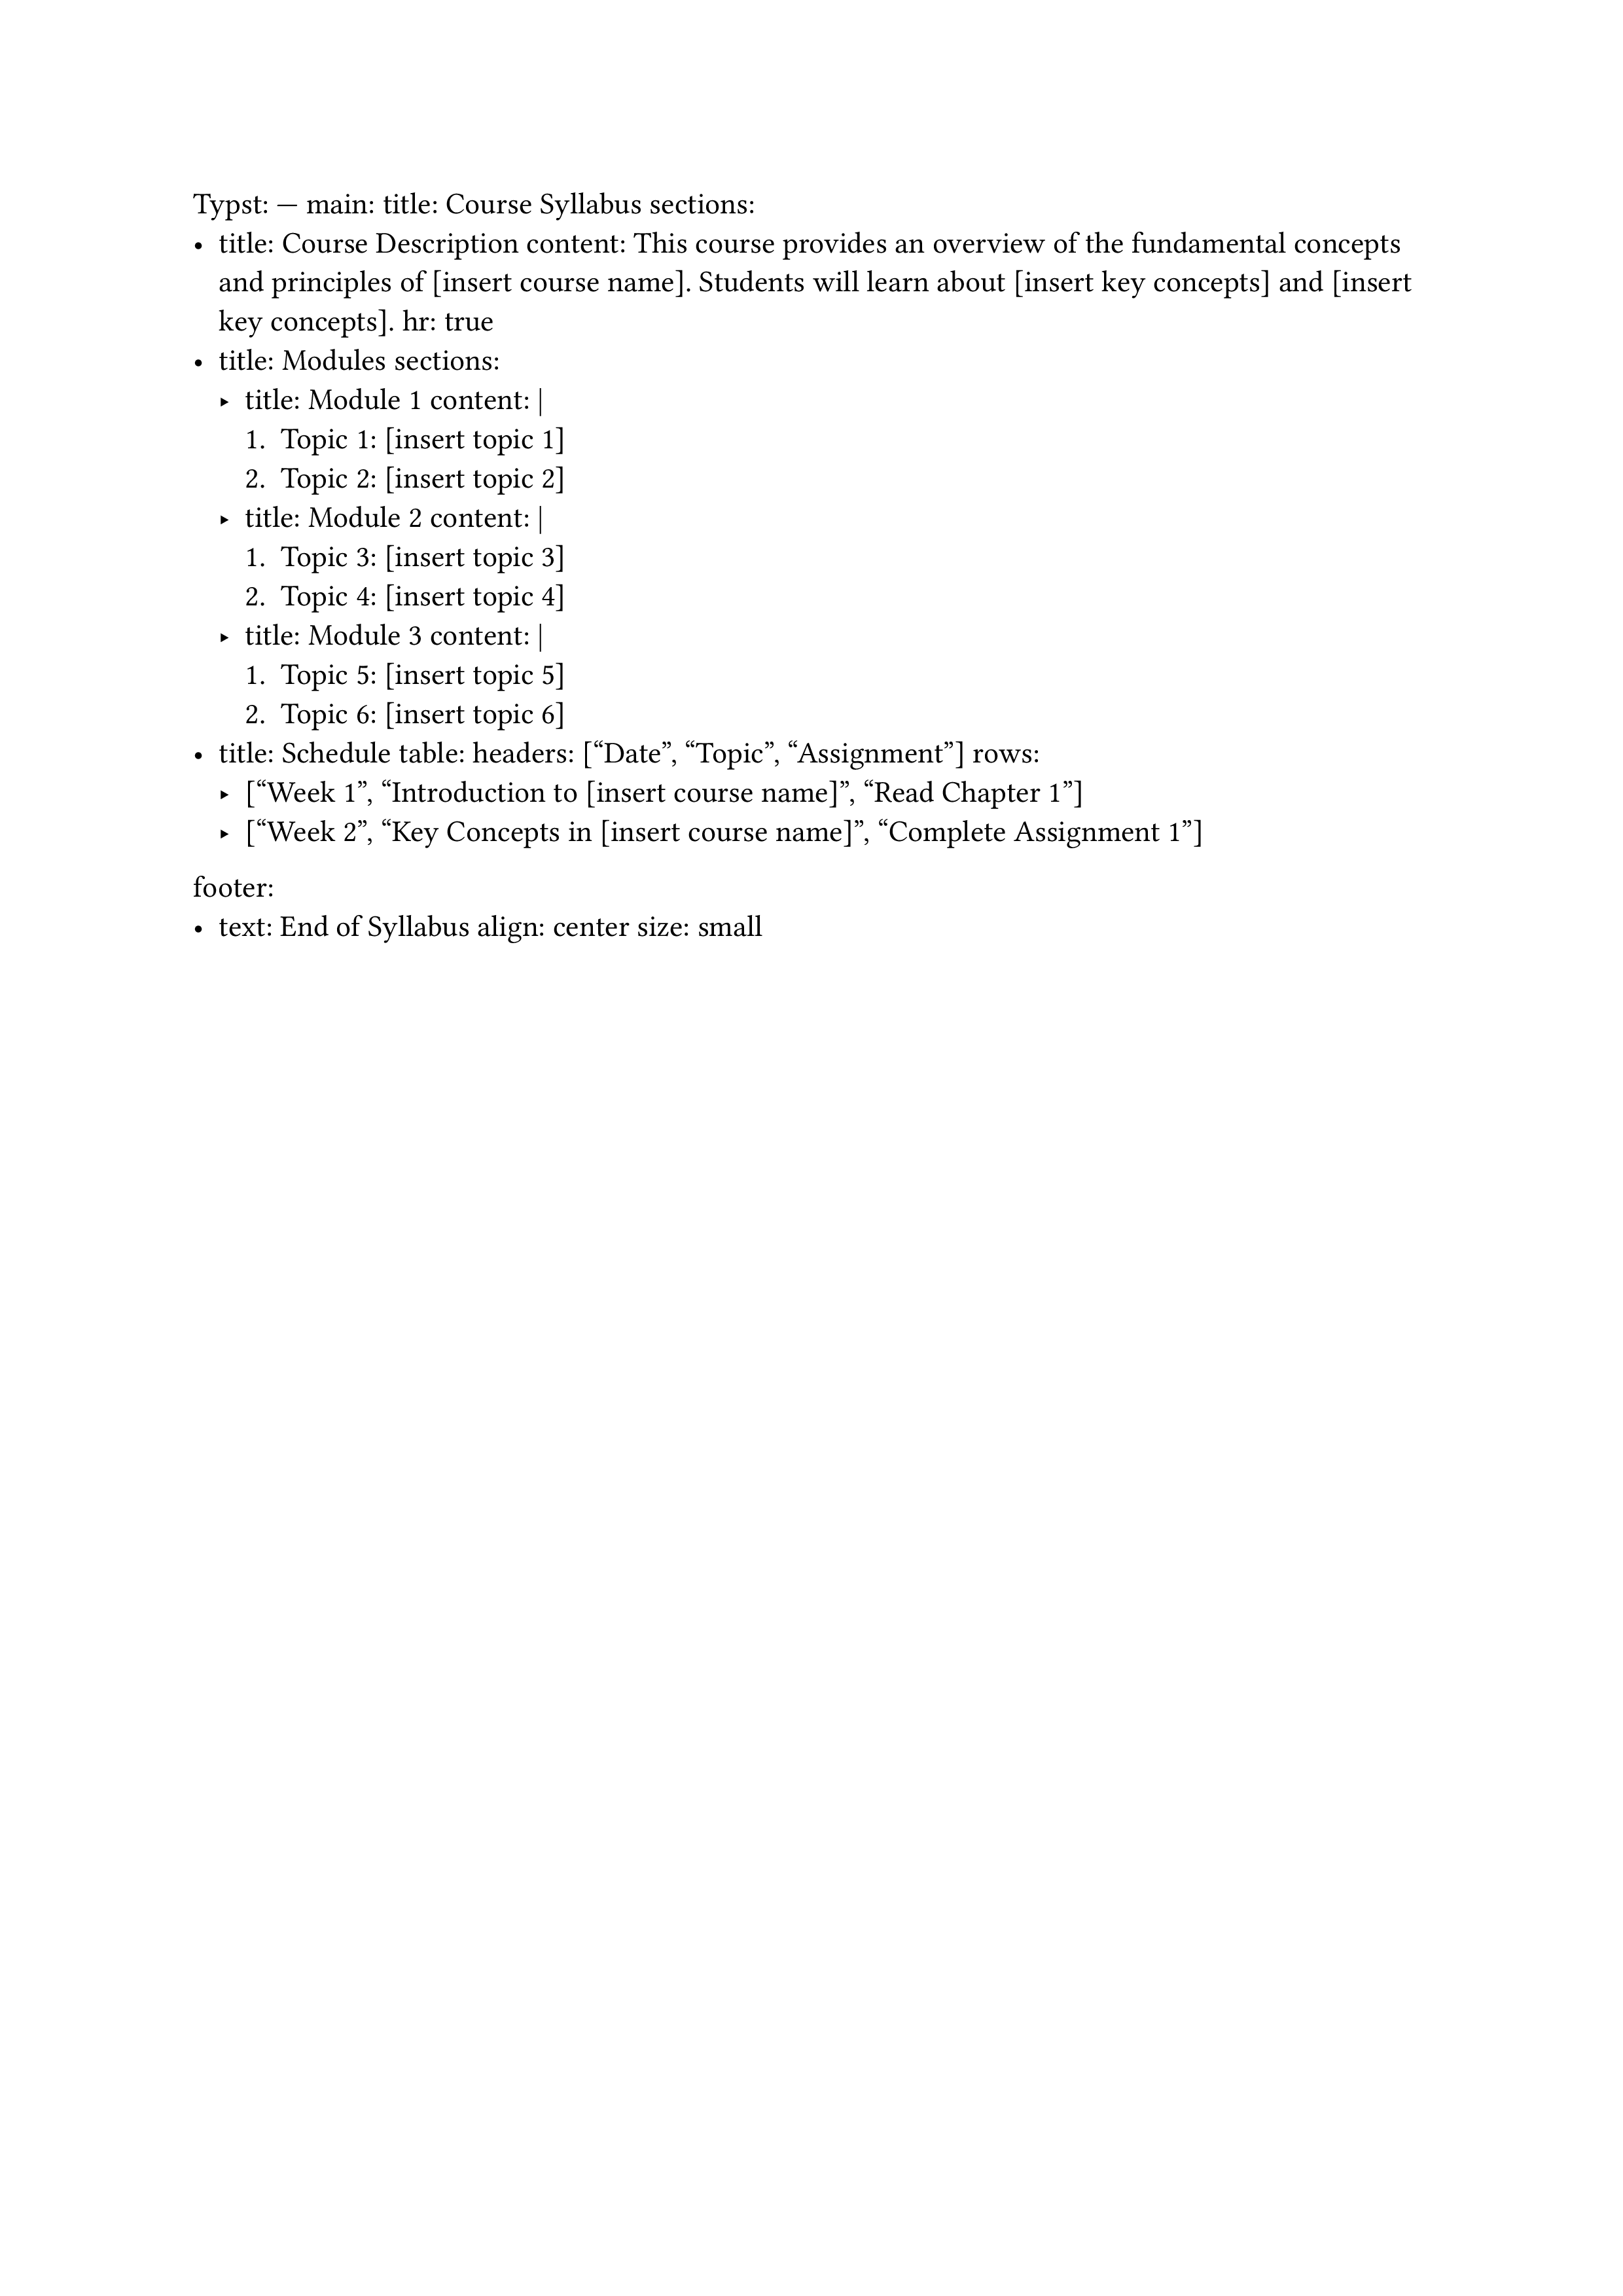 Typst: — main: title: Course Syllabus sections:
• title: Course Description content: This course provides an overview of the fundamental concepts
and principles of [insert course name]. Students will learn about [insert key concepts] and [insert
key concepts]. hr: true
• title: Modules sections:
‣ title: Module 1 content: |
1. Topic 1: [insert topic 1]
2. Topic 2: [insert topic 2]
‣ title: Module 2 content: |
1. Topic 3: [insert topic 3]
2. Topic 4: [insert topic 4]
‣ title: Module 3 content: |
1. Topic 5: [insert topic 5]
2. Topic 6: [insert topic 6]
• title: Schedule table: headers: [“Date”, “Topic”, “Assignment”] rows:
‣ [“Week 1”, “Introduction to [insert course name]”, “Read Chapter 1”]
‣ [“Week 2”, “Key Concepts in [insert course name]”, “Complete Assignment 1”]
footer:
• text: End of Syllabus align: center size: small